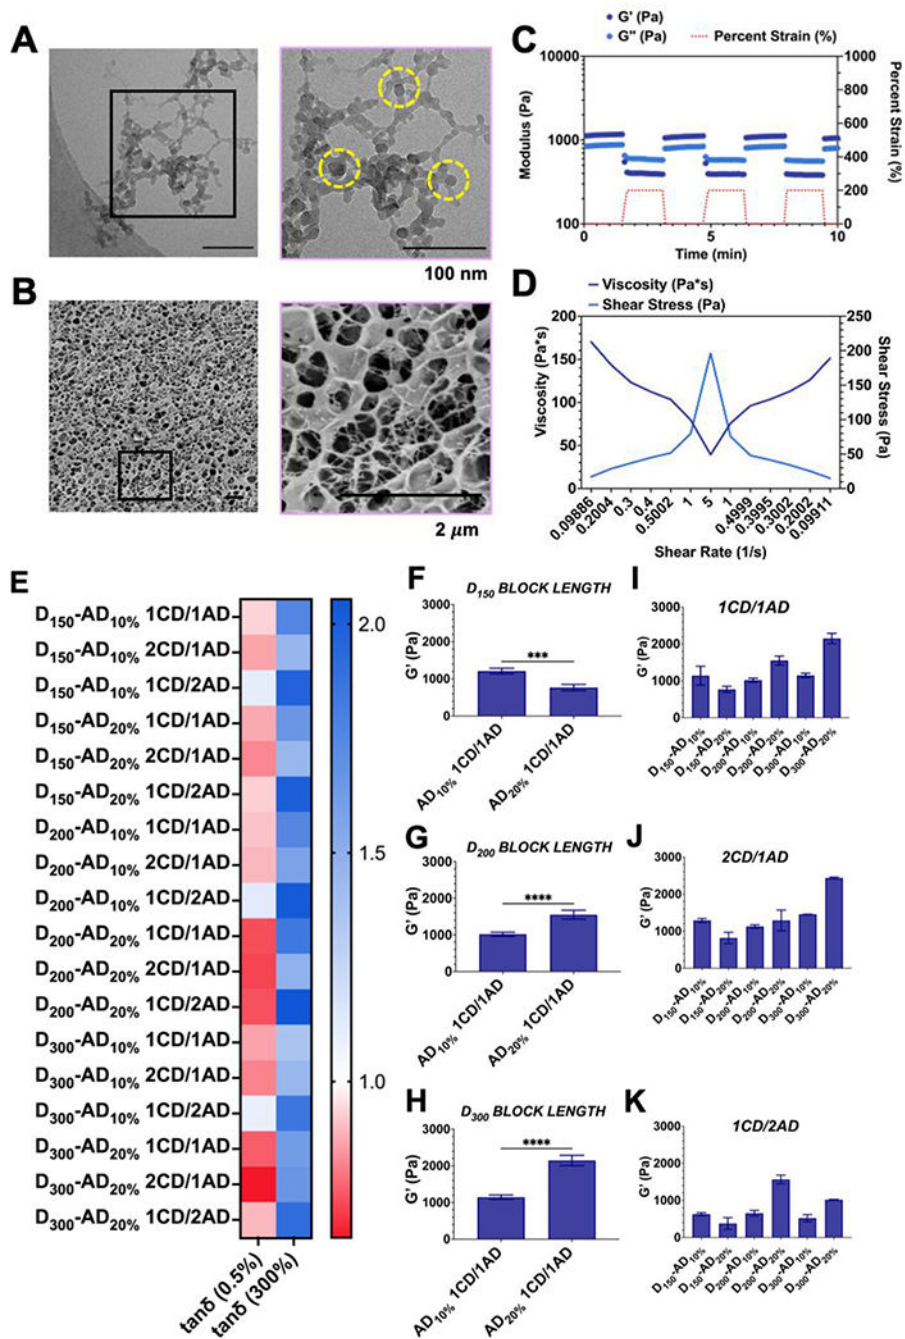 A
100 nm
B
2 μm
C
G' (Pa)
G'' (Pa)
Percent Strain (%)
Modulus (Pa)
10000
1000
100
Percent Strain (%)
1000
800
600
400
200
0
0
5
10
Time (min)
D
Viscosity (Pa*s)
Shear Stress (Pa)
Viscosity (Pa*s)
200
150
100
50
0
Shear Stress (Pa)
250
200
150
100
50
0
0.09886
0.2004
0.3
0.4
0.5002
1
5
1
0.4999
0.3995
0.3002
0.2002
0.09911
Shear Rate (1/s)
E
D150-AD10% 1CD/1AD
D150-AD10% 2CD/1AD
D150-AD10% 1CD/2AD
D150-AD20% 1CD/1AD
D150-AD20% 2CD/1AD
D150-AD20% 1CD/2AD
D200-AD10% 1CD/1AD
D200-AD10% 2CD/1AD
D200-AD10% 1CD/2AD
D200-AD20% 1CD/1AD
D200-AD20% 2CD/1AD
D200-AD20% 1CD/2AD
D300-AD10% 1CD/1AD
D300-AD10% 2CD/1AD
D300-AD10% 1CD/2AD
D300-AD20% 1CD/1AD
D300-AD20% 2CD/1AD
D300-AD20% 1CD/2AD
tanδ (0.5%)
tanδ (300%)
2.0
1.5
1.0
F
D150 BLOCK LENGTH
G' (Pa)
3000
2000
1000
0
***
AD10% 1CD/1AD
AD20% 1CD/1AD
G
D200 BLOCK LENGTH
G' (Pa)
3000
2000
1000
0
****
AD10% 1CD/1AD
AD20% 1CD/1AD
H
D300 BLOCK LENGTH
G' (Pa)
3000
2000
1000
0
****
AD10% 1CD/1AD
AD20% 1CD/1AD
I
1CD/1AD
G' (Pa)
3000
2000
1000
0
D150-AD10%
D150-AD20%
D200-AD10%
D200-AD20%
D300-AD10%
D300-AD20%
J
2CD/1AD
G' (Pa)
3000
2000
1000
0
D150-AD10%
D150-AD20%
D200-AD10%
D200-AD20%
D300-AD10%
D300-AD20%
K
1CD/2AD
G' (Pa)
3000
2000
1000
0
D150-AD10%
D150-AD20%
D200-AD10%
D200-AD20%
D300-AD10%
D300-AD20%